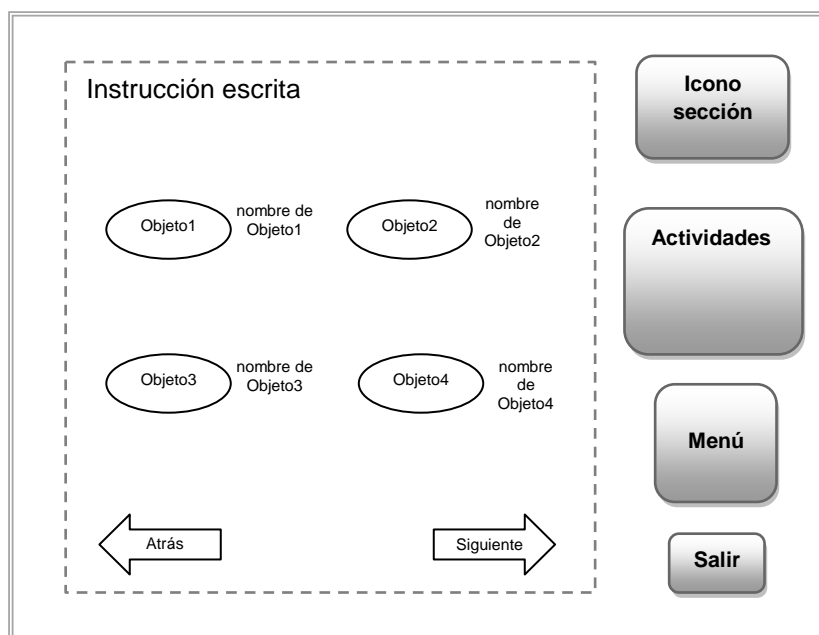 Instrucción escrita
Objeto1
nombre de
Objeto1
Objeto2
nombre
de
Objeto2
Objeto3
nombre de
Objeto3
Objeto4
nombre
de
Objeto4
Atrás
Siguiente
Icono
sección
Actividades
Menú
Salir